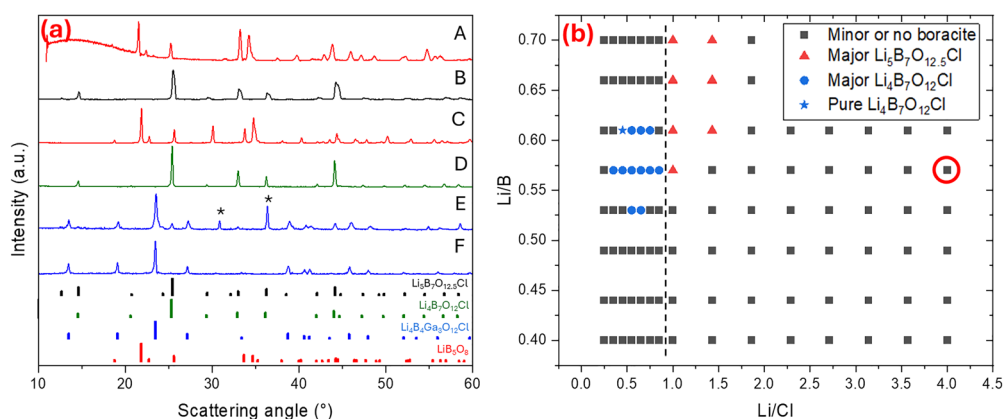 (a)
A
B
C
D
E
* *
F
Li₅B₇O₁₂.₅Cl
Li₄B₇O₁₂Cl
Li₄B₄Ga₃O₁₂Cl
LiB₅O₈
10 20 30 40 50 60
Scattering angle (°)
Intensity (a.u.)
(b)
Minor or no boracite
Major Li₅B₇O₁₂.₅Cl
Major Li₄B₇O₁₂Cl
Pure Li₄B₇O₁₂Cl
0.70
0.65
0.60
0.55
0.50
0.45
0.40
Li/B
0.0 0.5 1.0 1.5 2.0 2.5 3.0 3.5 4.0 4.5
Li/Cl